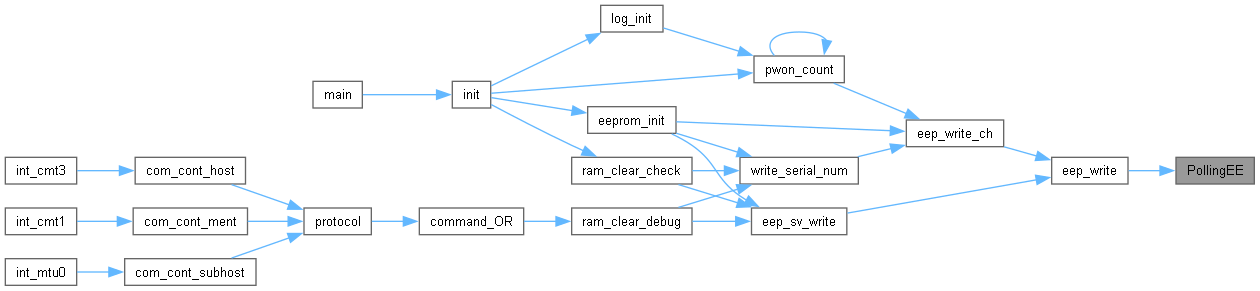 log_init
pwon_count
main
init
eeprom_init
eep_write_ch
int_cmt3
com_cont_host
ram_clear_check
write_serial_num
eep_write
PollingEE
int_cmt1
com_cont_ment
protocol
command_OR
ram_clear_debug
eep_sv_write
int_mtu0
com_cont_subhost